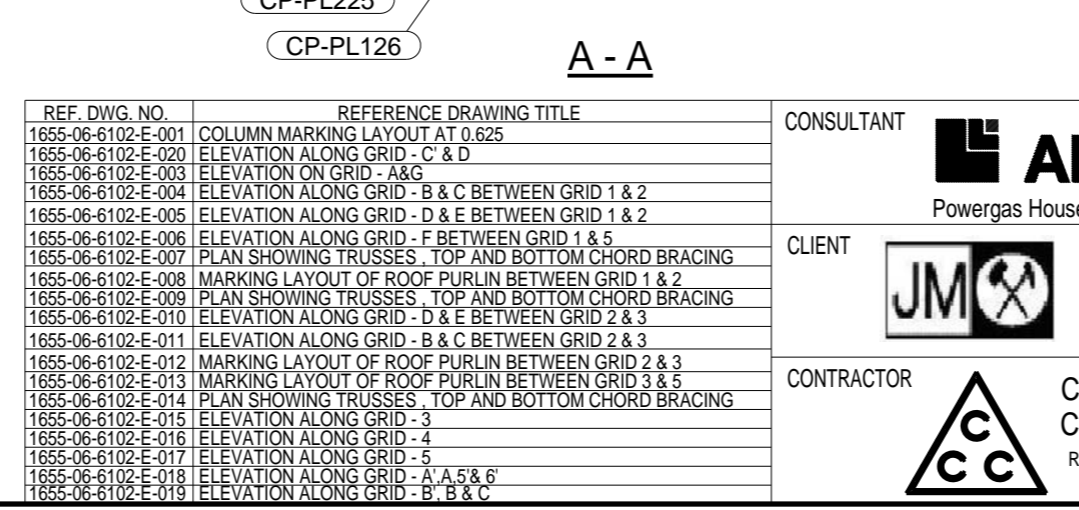 CP-PL225
CP-PL126
A - A
REF. DWG. NO. REFERENCE DRAWING TITLE
1655-06-6102-E-001 COLUMN MARKING LAYOUT AT 0.625
1655-06-6102-E-020 ELEVATION ALONG GRID - C' & D
1655-06-6102-E-003 ELEVATION ON GRID - A&G
1655-06-6102-E-004 ELEVATION ALONG GRID - B & C BETWEEN GRID 1 & 2
1655-06-6102-E-005 ELEVATION ALONG GRID - D & E BETWEEN GRID 1 & 2
1655-06-6102-E-006 ELEVATION ALONG GRID - F BETWEEN GRID 1 & 5
1655-06-6102-E-007 PLAN SHOWING TRUSSES , TOP AND BOTTOM CHORD BRACING
1655-06-6102-E-008 MARKING LAYOUT OF ROOF PURLIN BETWEEN GRID 1 & 2
1655-06-6102-E-009 PLAN SHOWING TRUSSES , TOP AND BOTTOM CHORD BRACING
1655-06-6102-E-010 ELEVATION ALONG GRID - D & E BETWEEN GRID 2 & 3
1655-06-6102-E-011 ELEVATION ALONG GRID - B & C BETWEEN GRID 2 & 3
1655-06-6102-E-012 MARKING LAYOUT OF ROOF PURLIN BETWEEN GRID 2 & 3
1655-06-6102-E-013 MARKING LAYOUT OF ROOF PURLIN BETWEEN GRID 3 & 5
1655-06-6102-E-014 PLAN SHOWING TRUSSES , TOP AND BOTTOM CHORD BRACING
1655-06-6102-E-015 ELEVATION ALONG GRID - 3
1655-06-6102-E-016 ELEVATION ALONG GRID - 4
1655-06-6102-E-017 ELEVATION ALONG GRID - 5
1655-06-6102-E-018 ELEVATION ALONG GRID - A',A,5'& 6'
1655-06-6102-E-019 ELEVATION ALONG GRID - B', B & C
CONSULTANT
Powergas House
CLIENT
JM
CONTRACTOR
C
C C